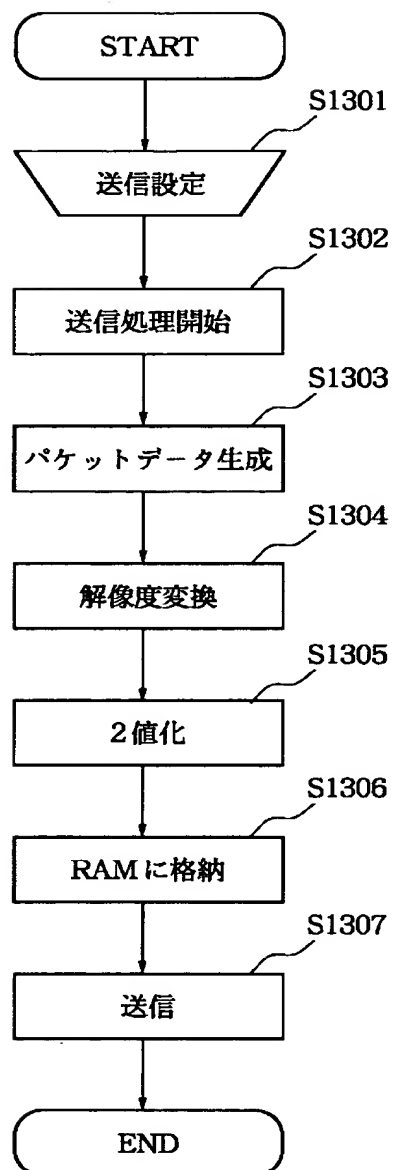 START
S1301
送信設定
S1302
送信処理開始
S1303
パケットデータ生成
S1304
解像度変換
S1305
2値化
S1306
RAMに格納
S1307
送信
END